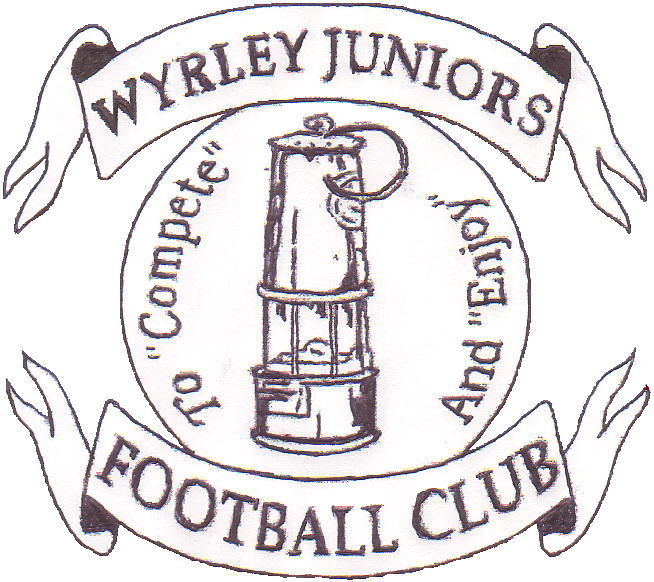 WYRLEY JUNIORS
To "Compete"
And "Enjoy"
FOOTBALL CLUB